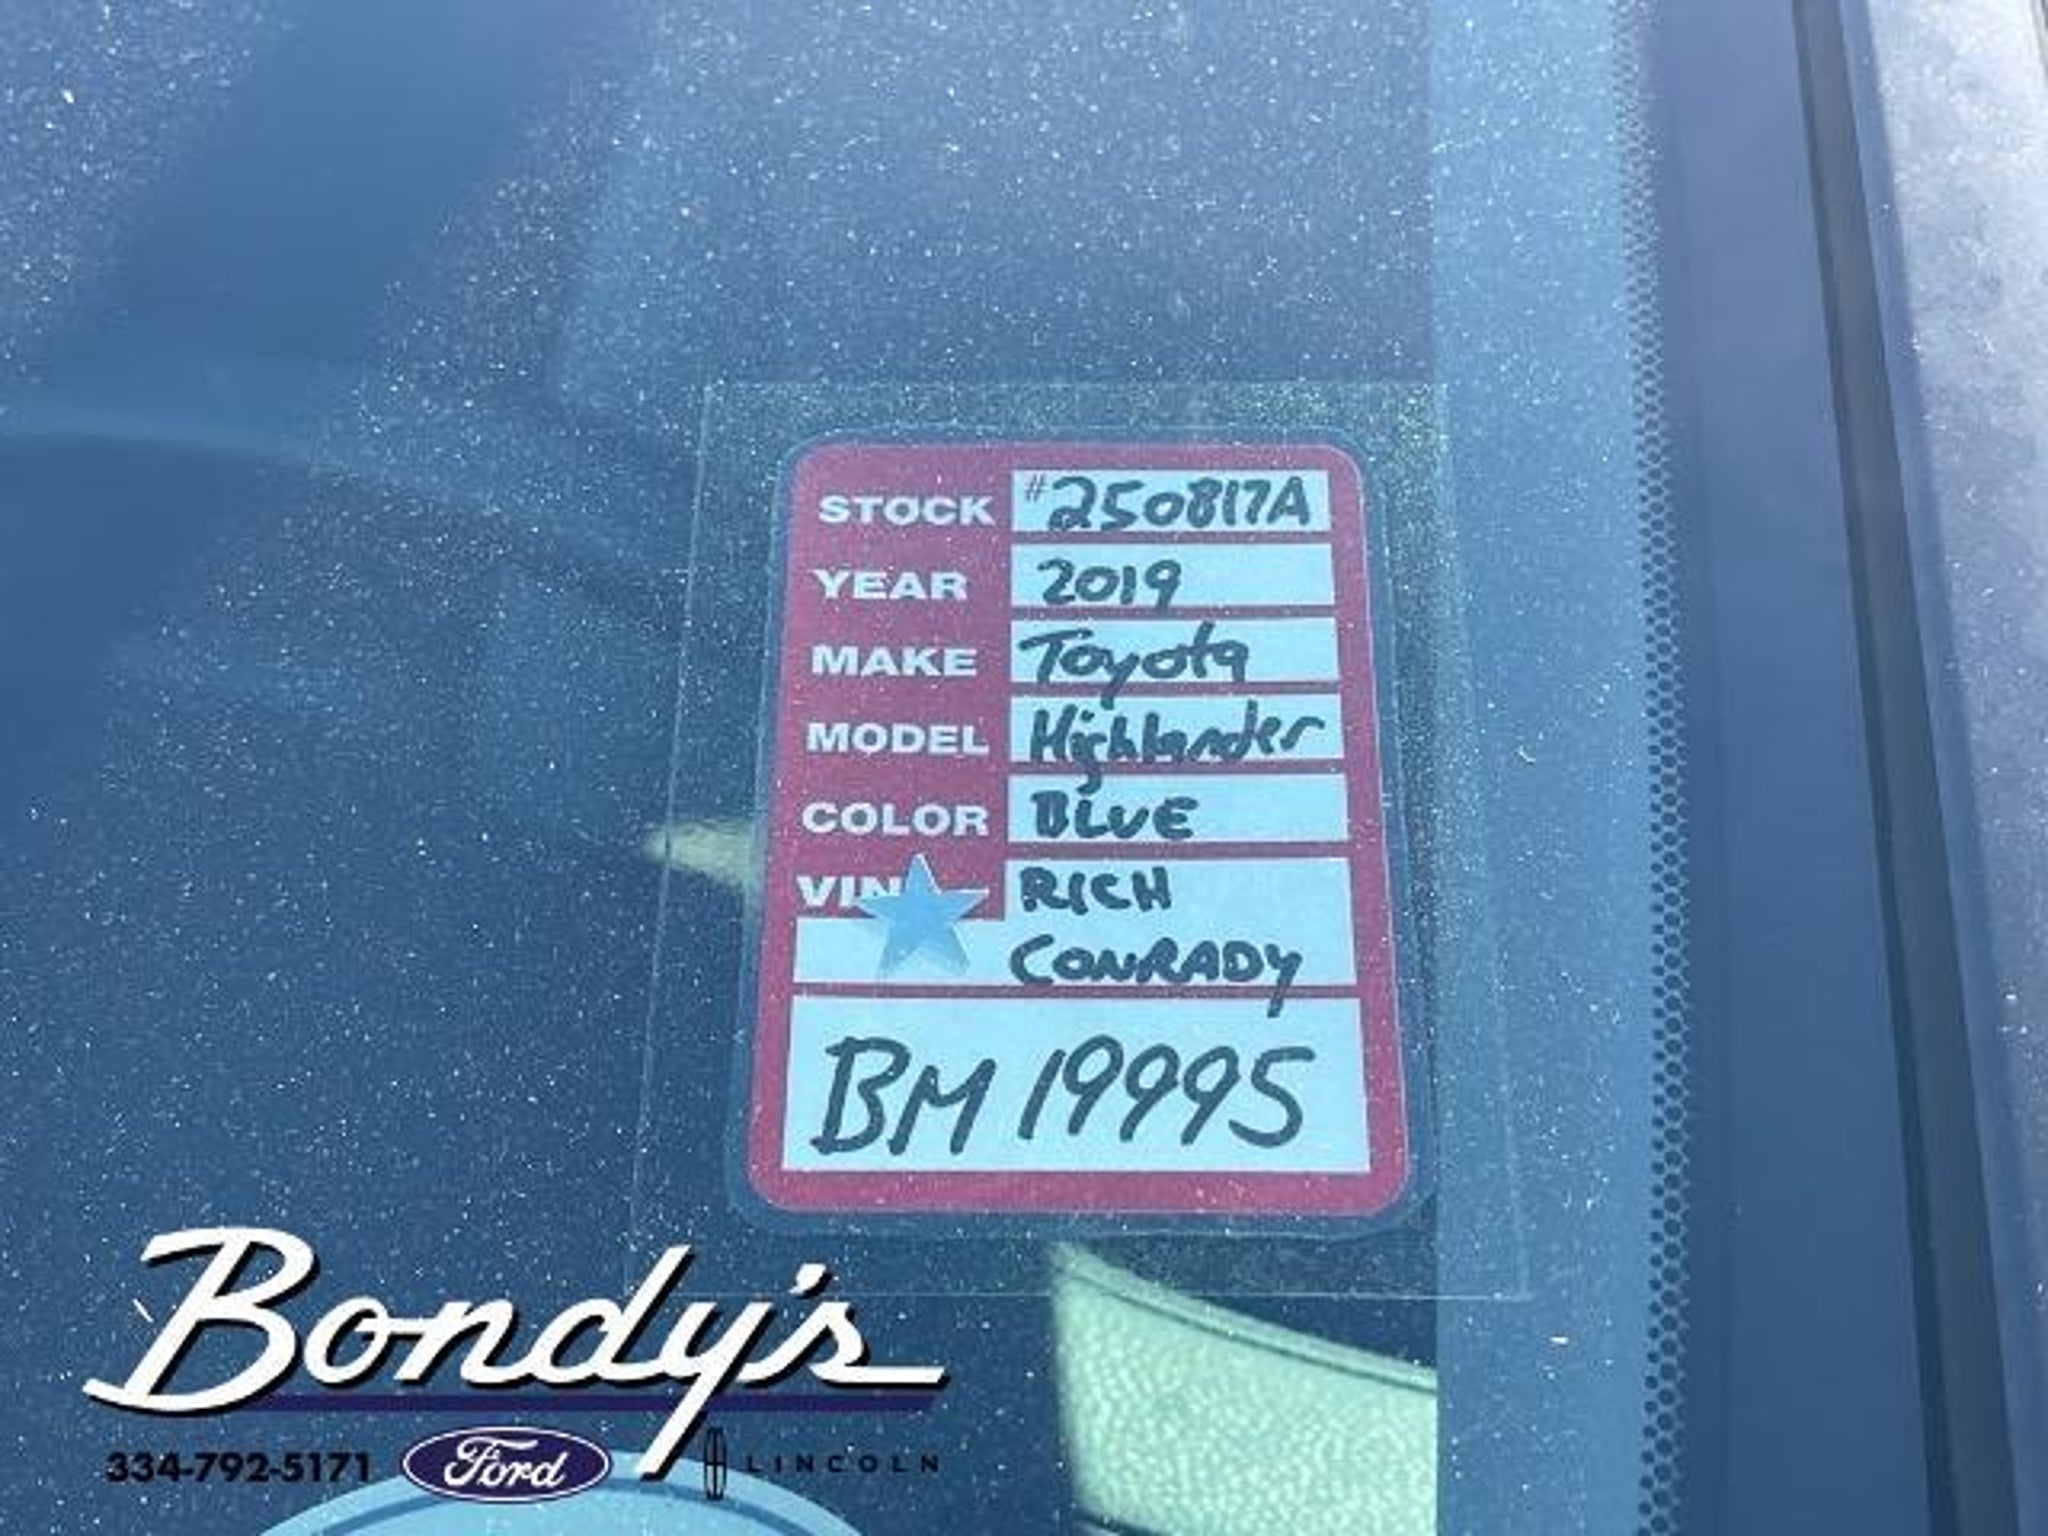 STOCK #250817A
YEAR 2019
MAKE Toyota
MODEL Highlander
COLOR BLUE
VIN RICH
CONRADY
BM 19995
Bondy's
334-792-5171 Ford LINCOLN